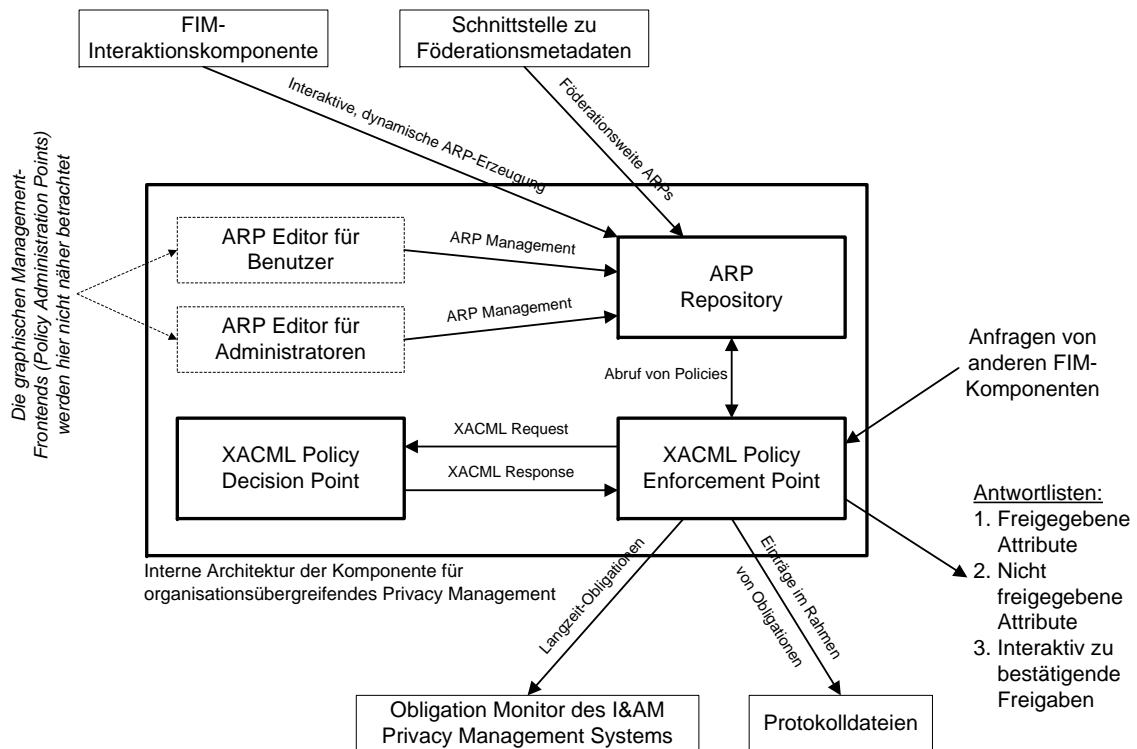 FIM-
Interaktionskomponente
Schnittstelle zu
Föderationsmetadaten
Interaktive, dynamische ARP-Erzeugung
Föderationsweite ARPs
Die graphischen Management-
Frontends (Policy Administration Points)
werden hier nicht näher betrachtet
ARP Editor für
Benutzer
ARP Management
ARP
Repository
ARP Editor für
Administratoren
ARP Management
Abruf von Policies
Anfragen von
anderen FIM-
Komponenten
XACML Policy
Decision Point
XACML Request
XACML Response
XACML Policy
Enforcement Point
Antwortlisten:
1. Freigegebene
Attribute
2. Nicht
freigegebene
Attribute
3. Interaktiv zu
bestätigende
Freigaben
Interne Architektur der Komponente für
organisationsübergreifendes Privacy Management
Langzeit-Obligationen
Einträge im Rahmen
von Obligationen
Obligation Monitor des I&AM
Privacy Management Systems
Protokolldateien